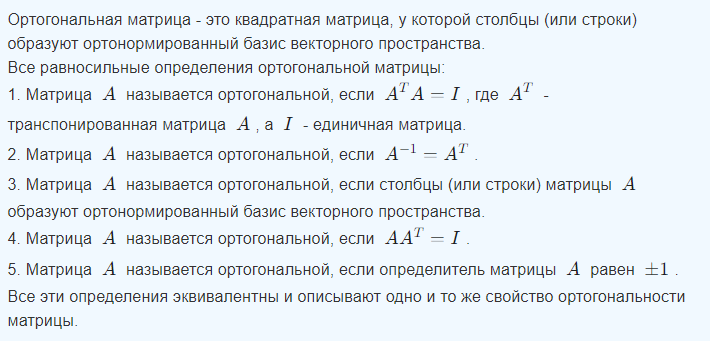 Ортогональная матрица - это квадратная матрица, у которой столбцы (или строки)
образуют ортонормированный базис векторного пространства.
Все равносильные определения ортогональной матрицы:
1. Матрица A называется ортогональной, если A^T A = I , где A^T -
транспонированная матрица A , а I - единичная матрица.
2. Матрица A называется ортогональной, если A^{-1} = A^T .
3. Матрица A называется ортогональной, если столбцы (или строки) матрицы A
образуют ортонормированный базис векторного пространства.
4. Матрица A называется ортогональной, если AA^T = I .
5. Матрица A называется ортогональной, если определитель матрицы A равен ±1 .
Все эти определения эквивалентны и описывают одно и то же свойство ортогональности
матрицы.